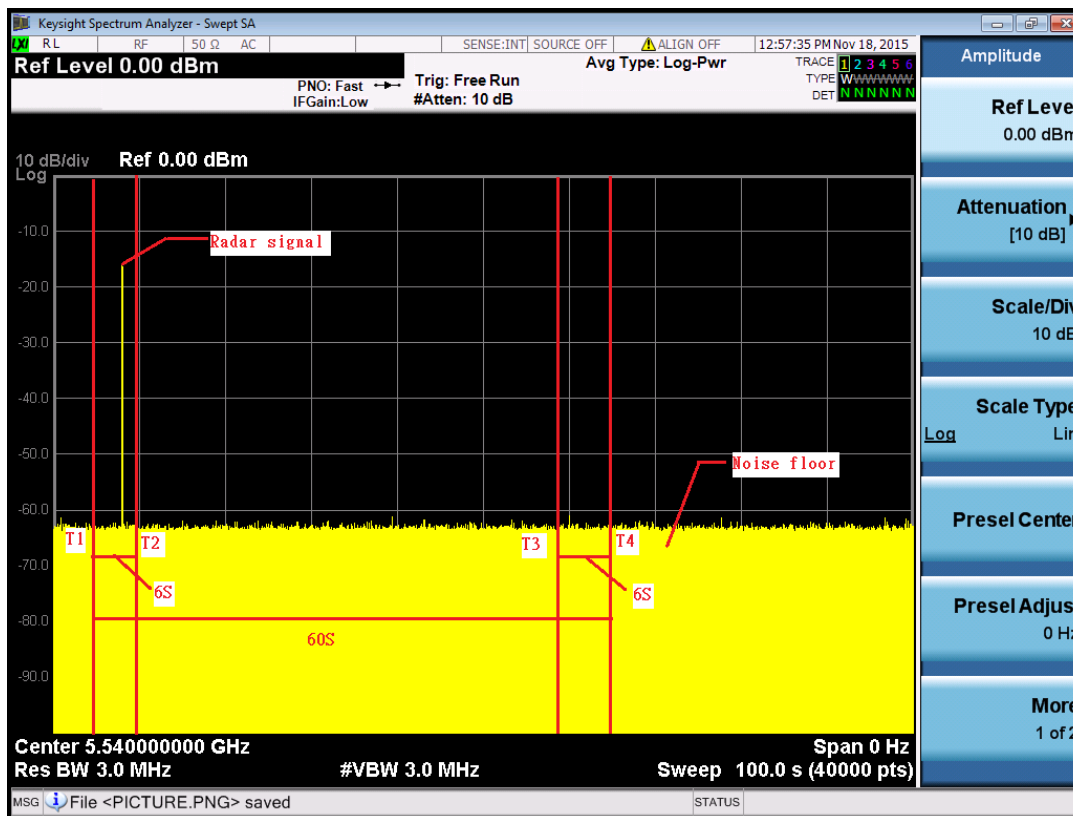 Keysight Spectrum Analyzer - Swept SA
LXI RL RF 50 Ω AC SENSE:INT SOURCE OFF ALIGN OFF 12:57:35 PM Nov 18, 2015
Ref Level 0.00 dBm
PNO: Fast
IFGain:Low
Trig: Free Run
#Atten: 10 dB
Avg Type: Log-Pwr
TRACE 1 2 3 4 5 6
TYPE WWWWWW
DET N N N N N N
10 dB/div Ref 0.00 dBm
Log
-10.0
-20.0
-30.0
-40.0
-50.0
-60.0
-70.0
-80.0
-90.0
Radar signal
Noise floor
T1
T2
T3
T4
6S
6S
60S
Center 5.540000000 GHz
Span 0 Hz
Res BW 3.0 MHz
#VBW 3.0 MHz
Sweep 100.0 s (40000 pts)
MSG File <PICTURE.PNG> saved
STATUS
Amplitude
Ref Leve
0.00 dBm
Attenuation
[10 dB]
Scale/Div
10 dB
Scale Type
Log Lin
Presel Center
Presel Adjus
0 Hz
More
1 of 2